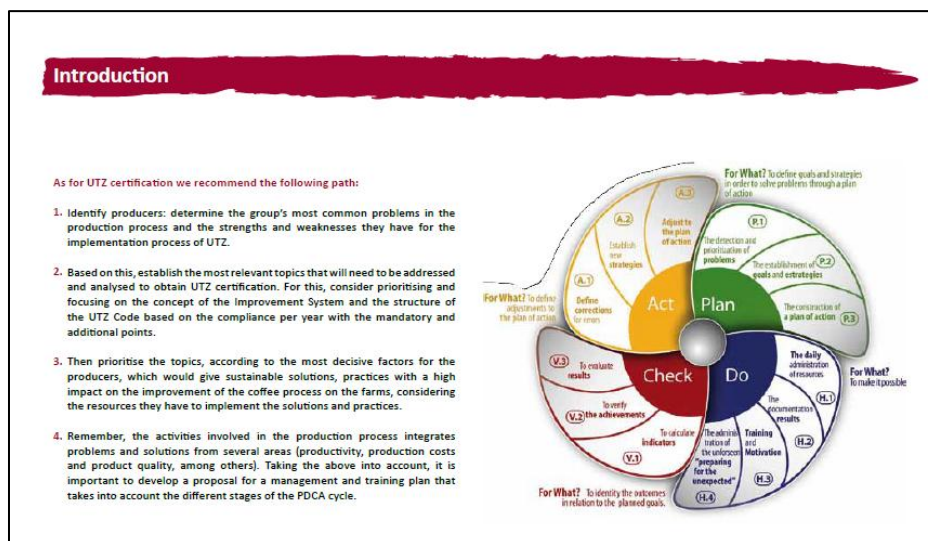 Introduction
As for UTZ certification we recommend the following path:
1. Identify producers: determine the group's most common problems in the
production process and the strengths and weaknesses they have for the
implementation process of UTZ.
2. Based on this, establish the most relevant topics that will need to be addressed
and analysed to obtain UTZ certification. For this, consider prioritising and
focusing on the concept of the Improvement System and the structure of
the UTZ Code based on the compliance per year with the mandatory and
additional points.
3. Then prioritise the topics, according to the most decisive factors for the
producers, which would give sustainable solutions, practices with a high
impact on the improvement of the coffee process on the farms, considering
the resources they have to implement the solutions and practices.
4. Remember, the activities involved in the production process integrates
problems and solutions from several areas (productivity, production costs
and product quality, among others). Taking the above into account, it is
important to develop a proposal for a management and training plan that
takes into account the different stages of the PDCA cycle.
For What? To define goals and strategies
in order to solve problems through a plan
of action
P.1
The detection and
prioritization of
problems
P.2
The establishment of
goals and estrategies
P.3
The construction of
a plan of action
Plan
For What?
To make it possible
The daily
administration
of resources
H.1
The
documentation
results
H.2
Training
and
Motivation
H.3
The adminis
tration of
the unforseen
"preparing
for the
unexpected"
H.4
Do
For What? To identity the outcomes
in relation to the planned goals.
V.1
To calculate
indicators
V.2
To verify
the achievements
V.3
To evaluate
results
Check
For What? To define
adjustments to
the plan of action
A.1
Define
corrections
for errors
A.2
Establish
new
strategies
A.3
Adjust to
the plan
of action
Act